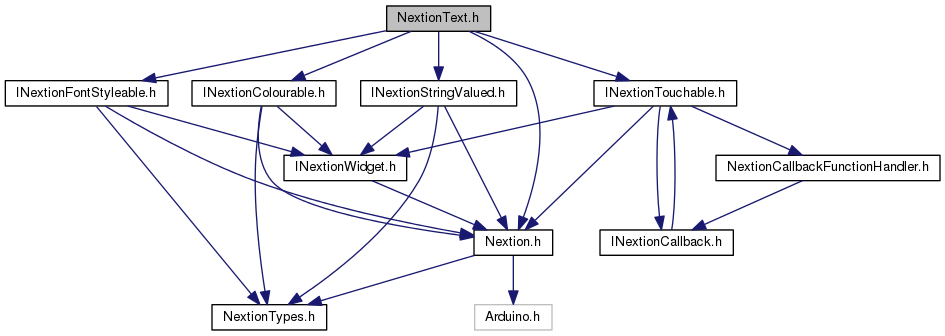 NextionText.h
INextionFontStyleable.h
INextionColourable.h
INextionStringValued.h
INextionTouchable.h
INextionWidget.h
NextionCallbackFunctionHandler.h
Nextion.h
INextionCallback.h
NextionTypes.h
Arduino.h